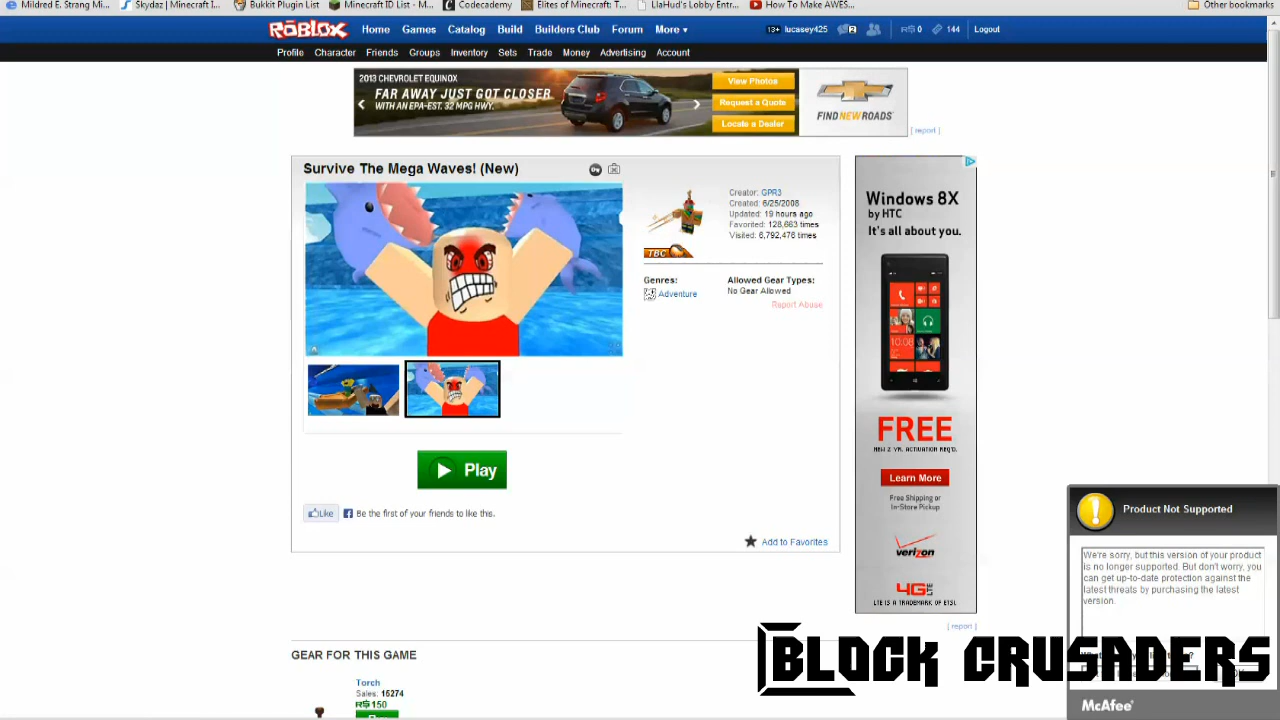 Mildred E. Strang Mi...
Skydaz | Minecraft I...
Bukkit Plugin List
Minecraft ID List - M...
Codecademy
Elites of Minecraft T...
LlaHud's Lobby Entr...
How To Make AWES...
Other bookmarks
ROBLOX
Home
Games
Catalog
Build
Builders Club
Forum
More ▾
13+ lucasey425
2
R$ 0
144
Logout
Profile
Character
Friends
Groups
Inventory
Sets
Trade
Money
Advertising
Account
2013 CHEVROLET EQUINOX
FAR AWAY JUST GOT CLOSER
WITH AN EPA-EST. 32 MPG HWY.
View Photos
Request a Quote
Locate a Dealer
FIND NEW ROADS
[ report ]
Survive The Mega Waves! (New)
Creator: GPR3
Created: 6/25/2008
Updated: 19 hours ago
Favorited: 128,663 times
Visited: 6,792,476 times
TBC
Genres:
Adventure
Allowed Gear Types:
No Gear Allowed
Report Abuse
Play
Like
Be the first of your friends to like this.
Add to Favorites
Windows 8X
by HTC
It's all about you.
10:08
FREE
NEW 2 YR. ACTIVATION REQ'D.
Learn More
Free Shipping or
In-Store Pickup
verizon
4G LTE
LTE IS A TRADEMARK OF ETSI.
[ report ]
GEAR FOR THIS GAME
Torch
Sales: 15274
R$ 150
Product Not Supported
We're sorry, but this version of your product
is no longer supported. But don't worry, you
can get up-to-date protection against the
latest threats by purchasing the latest
version.
McAfee
BLOCK CRUSADERS